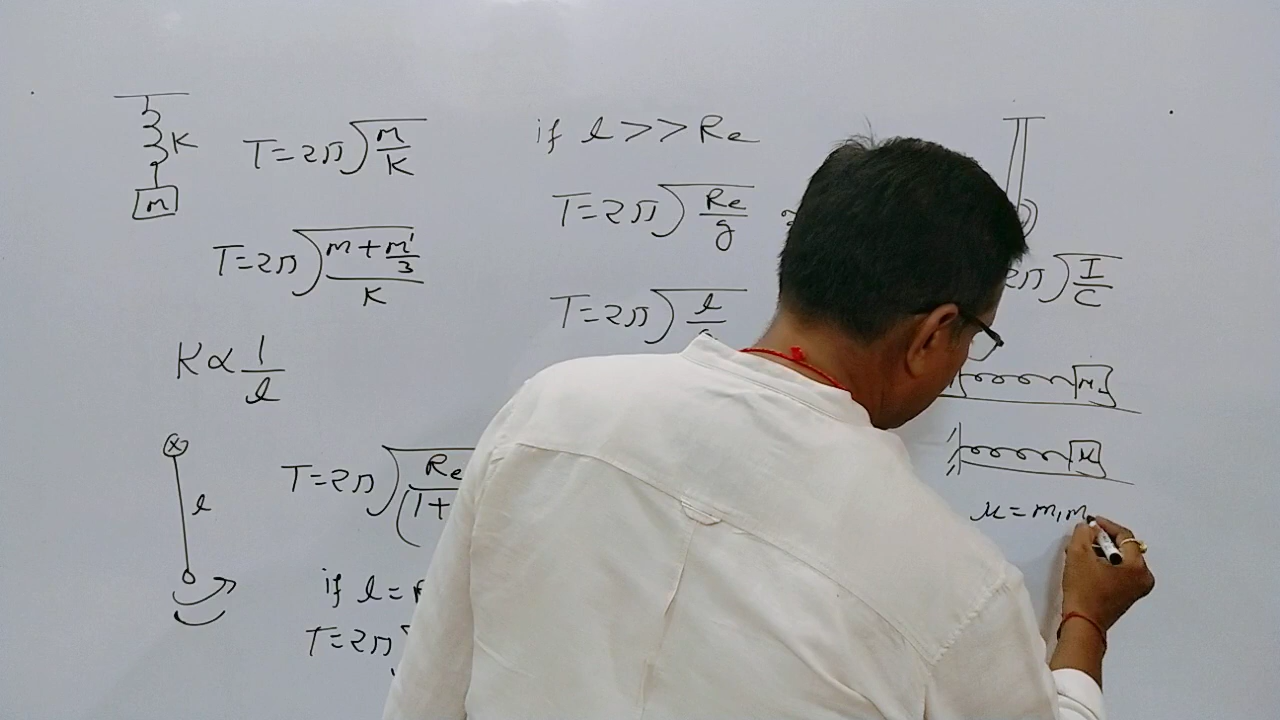 K
m
T=2π√(m/K)
T=2π√((m+m'/3)/K)
K∝1/l
l
T=2π√(Re/(1+
if l=
T=2π√
if l>>Re
T=2π√(Re/g)
T=2π√(l/
2π√(I/C)
μ
μ=m₁m